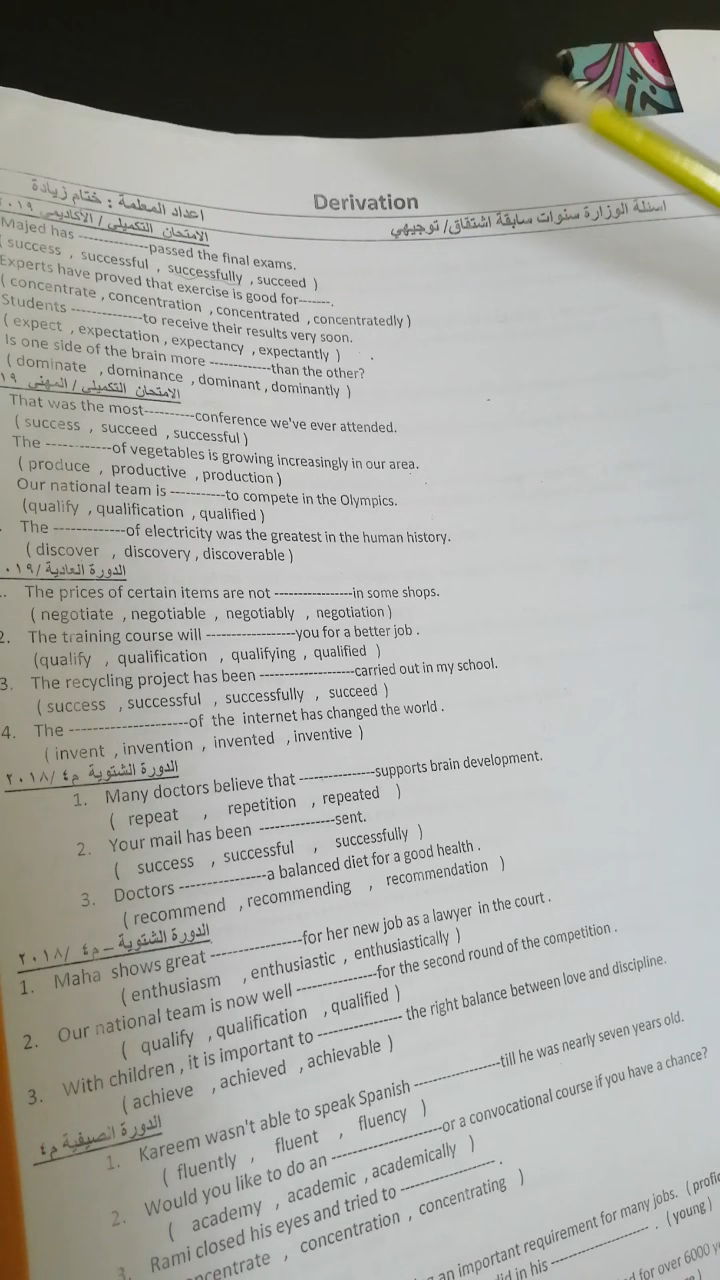 Derivation
اعداد المعلمة : ختام زيادة
اسئلة الوزارة سنوات سابقة اشتقاق/ توجيهي
الامتحان التكميلي / الأكاديمي ٢٠١٩
Majed has --------------passed the final exams.
( success , successful , successfully , succeed )
Experts have proved that exercise is good for-------.
( concentrate , concentration , concentrated , concentratedly )
Students --------------to receive their results very soon.
( expect , expectation , expectancy , expectantly )
Is one side of the brain more -------------than the other?
( dominate , dominance , dominant , dominantly )
الامتحان التكميلي / المهني ١٩
That was the most----------conference we've ever attended.
( success , succeed , successful )
The ------------of vegetables is growing increasingly in our area.
( produce , productive , production )
Our national team is -----------to compete in the Olympics.
(qualify , qualification , qualified )
The -------------of electricity was the greatest in the human history.
( discover , discovery , discoverable )
الدورة العادية /٠١٩
The prices of certain items are not -----------------in some shops.
( negotiate , negotiable , negotiably , negotiation )
2. The training course will ------------------you for a better job .
(qualify , qualification , qualifying , qualified )
3. The recycling project has been -------------------carried out in my school.
( success , successful , successfully , succeed )
4. The ----------------------of the internet has changed the world .
( invent , invention , invented , inventive )
الدورة الشتوية م٤ /٢٠١٨
1. Many doctors believe that ---------------supports brain development.
( repeat , repetition , repeated )
2. Your mail has been ---------------sent.
( success , successful , successfully )
3. Doctors -----------------a balanced diet for a good health .
( recommend , recommending , recommendation )
الدورة الشتوية – م٤ /٢٠١٨
1. Maha shows great -----------------for her new job as a lawyer in the court .
( enthusiasm , enthusiastic , enthusiastically )
2. Our national team is now well ----------------for the second round of the competition .
( qualify , qualification , qualified )
3. With children , it is important to ---------------- the right balance between love and discipline.
( achieve , achieved , achievable )
الدورة الصيفية م٤
1. Kareem wasn't able to speak Spanish ----------------till he was nearly seven years old.
( fluently , fluent , fluency )
2. Would you like to do an ---------------------or a convocational course if you have a chance?
( academy , academic , academically )
3. Rami closed his eyes and tried to ------------------ .
concentration , concentrating )
an important requirement for many jobs.
in his ------------------- . ( young )
for over 6000